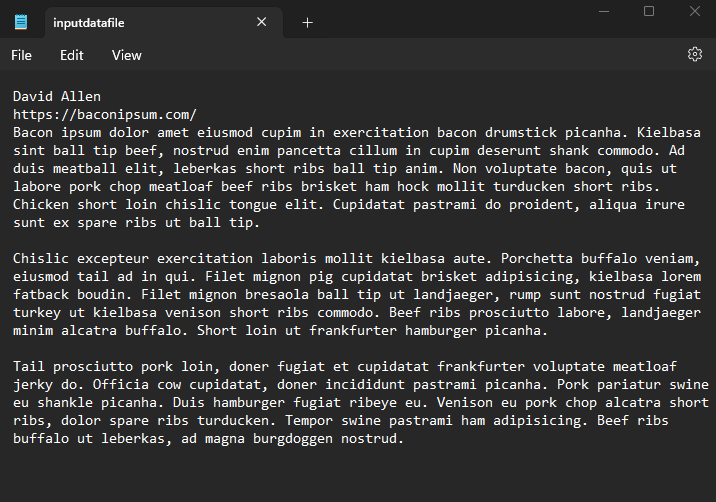 inputdatafile
File Edit View
David Allen
https://baconipsum.com/
Bacon ipsum dolor amet eiusmod cupim in exercitation bacon drumstick picanha. Kielbasa
sint ball tip beef, nostrud enim pancetta cillum in cupim deserunt shank commodo. Ad
duis meatball elit, leberkas short ribs ball tip anim. Non voluptate bacon, quis ut
labore pork chop meatloaf beef ribs brisket ham hock mollit turducken short ribs.
Chicken short loin chislic tongue elit. Cupidatat pastrami do proident, aliqua irure
sunt ex spare ribs ut ball tip.

Chislic excepteur exercitation laboris mollit kielbasa aute. Porchetta buffalo veniam,
eiusmod tail ad in qui. Filet mignon pig cupidatat brisket adipisicing, kielbasa lorem
fatback boudin. Filet mignon bresaola ball tip ut landjaeger, rump sunt nostrud fugiat
turkey ut kielbasa venison short ribs commodo. Beef ribs prosciutto labore, landjaeger
minim alcatra buffalo. Short loin ut frankfurter hamburger picanha.

Tail prosciutto pork loin, doner fugiat et cupidatat frankfurter voluptate meatloaf
jerky do. Officia cow cupidatat, doner incididunt pastrami picanha. Pork pariatur swine
eu shankle picanha. Duis hamburger fugiat ribeye eu. Venison eu pork chop alcatra short
ribs, dolor spare ribs turducken. Tempor swine pastrami ham adipisicing. Beef ribs
buffalo ut leberkas, ad magna burgdoggen nostrud.